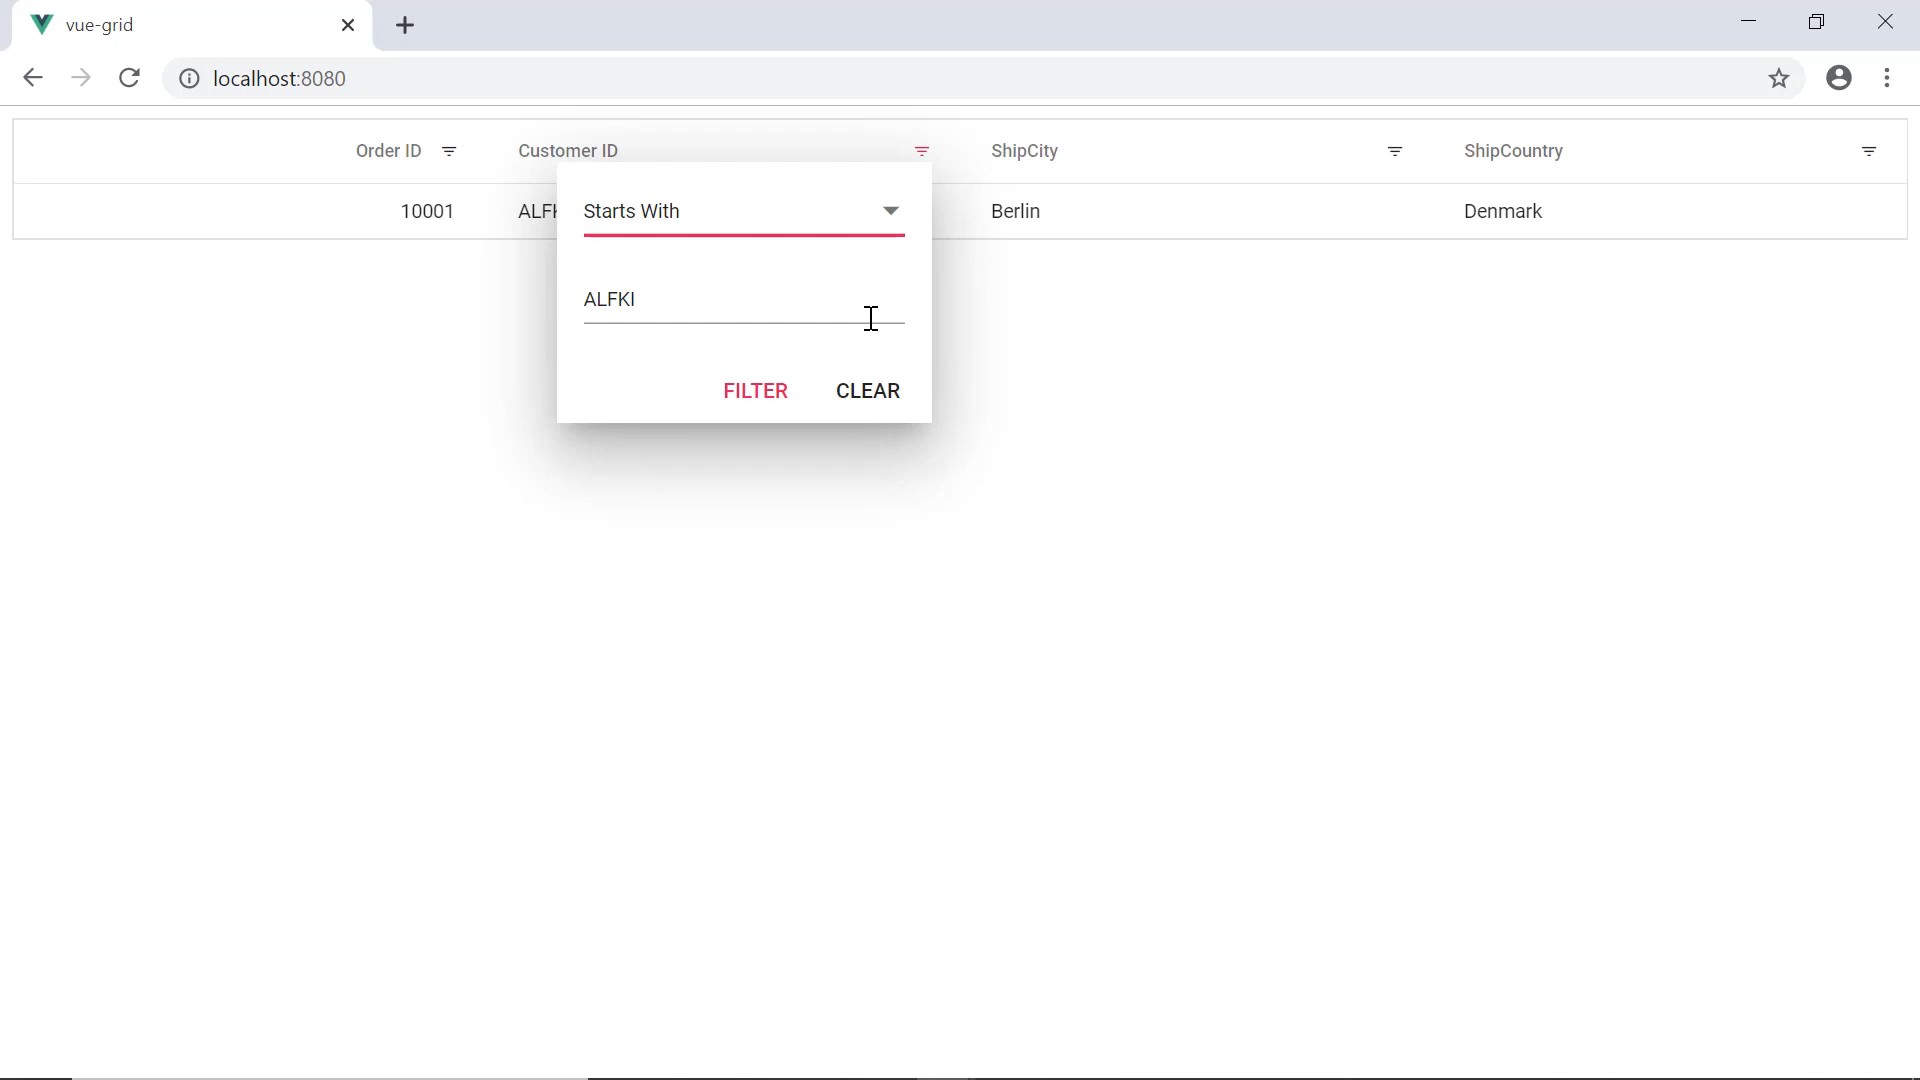 vue-grid
localhost:8080
Order ID Customer ID ShipCity ShipCountry
10001 Berlin Denmark
Starts With
ALFKI
FILTER CLEAR